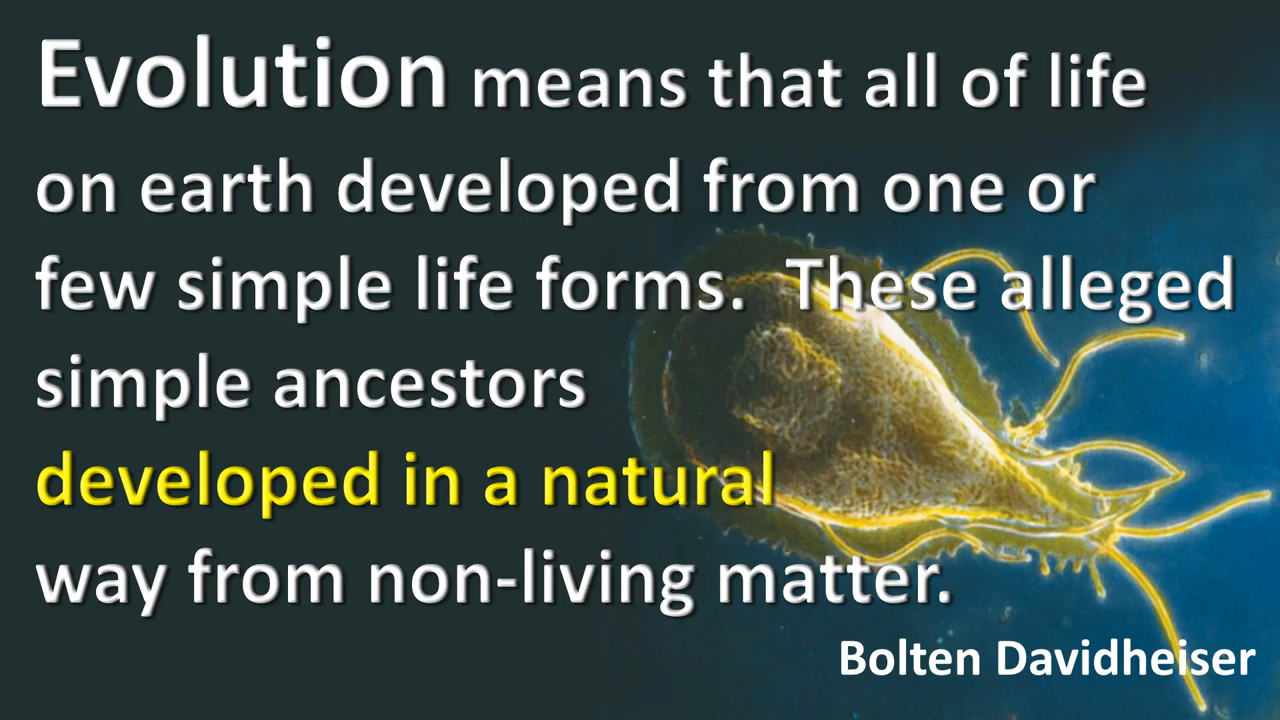 Evolution means that all of life
on earth developed from one or
few simple life forms.  These alleged
simple ancestors
developed in a natural
way from non-living matter.
Bolten Davidheiser